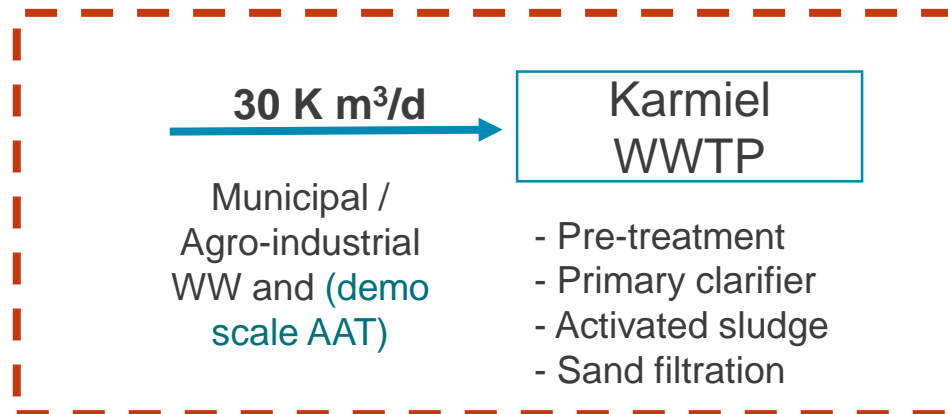 30 K m³/d
Municipal /
Agro-industrial
WW and (demo
scale AAT)
Karmiel
WWTP
- Pre-treatment
- Primary clarifier
- Activated sludge
- Sand filtration